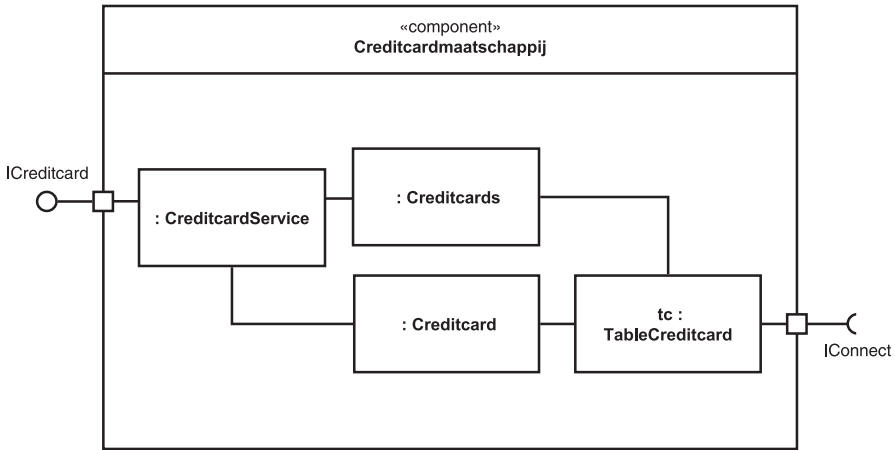 «component»
Creditcardmaatschappij
ICreditcard
: CreditcardService
: Creditcards
: Creditcard
tc :
TableCreditcard
IConnect